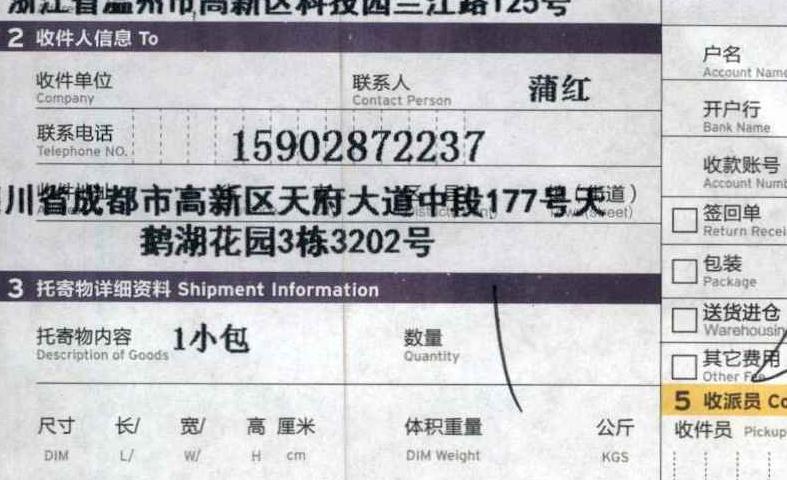 浙江省温州市高新区科技园三江路125号
2 收件人信息 To
收件单位 联系人 蒲红
Company Contact Person
联系电话 15902872237
Telephone NO.
川省成都市高新区天府大道中段177号天
鹅湖花园3栋3202号
3 托寄物详细资料 Shipment Information
托寄物内容 1小包 数量
Description of Goods Quantity
尺寸 长/ 宽/ 高 厘米 体积重量 公斤
DIM L/ W/ H cm DIM Weight KGS
户名
Account Name
开户行
Bank Name
收款账号
Account Numb
签回单
Return Recei
包装
Package
送货进仓
Warehousin
其它费用
Other Fee
5 收派员 Co
收件员 Pickup